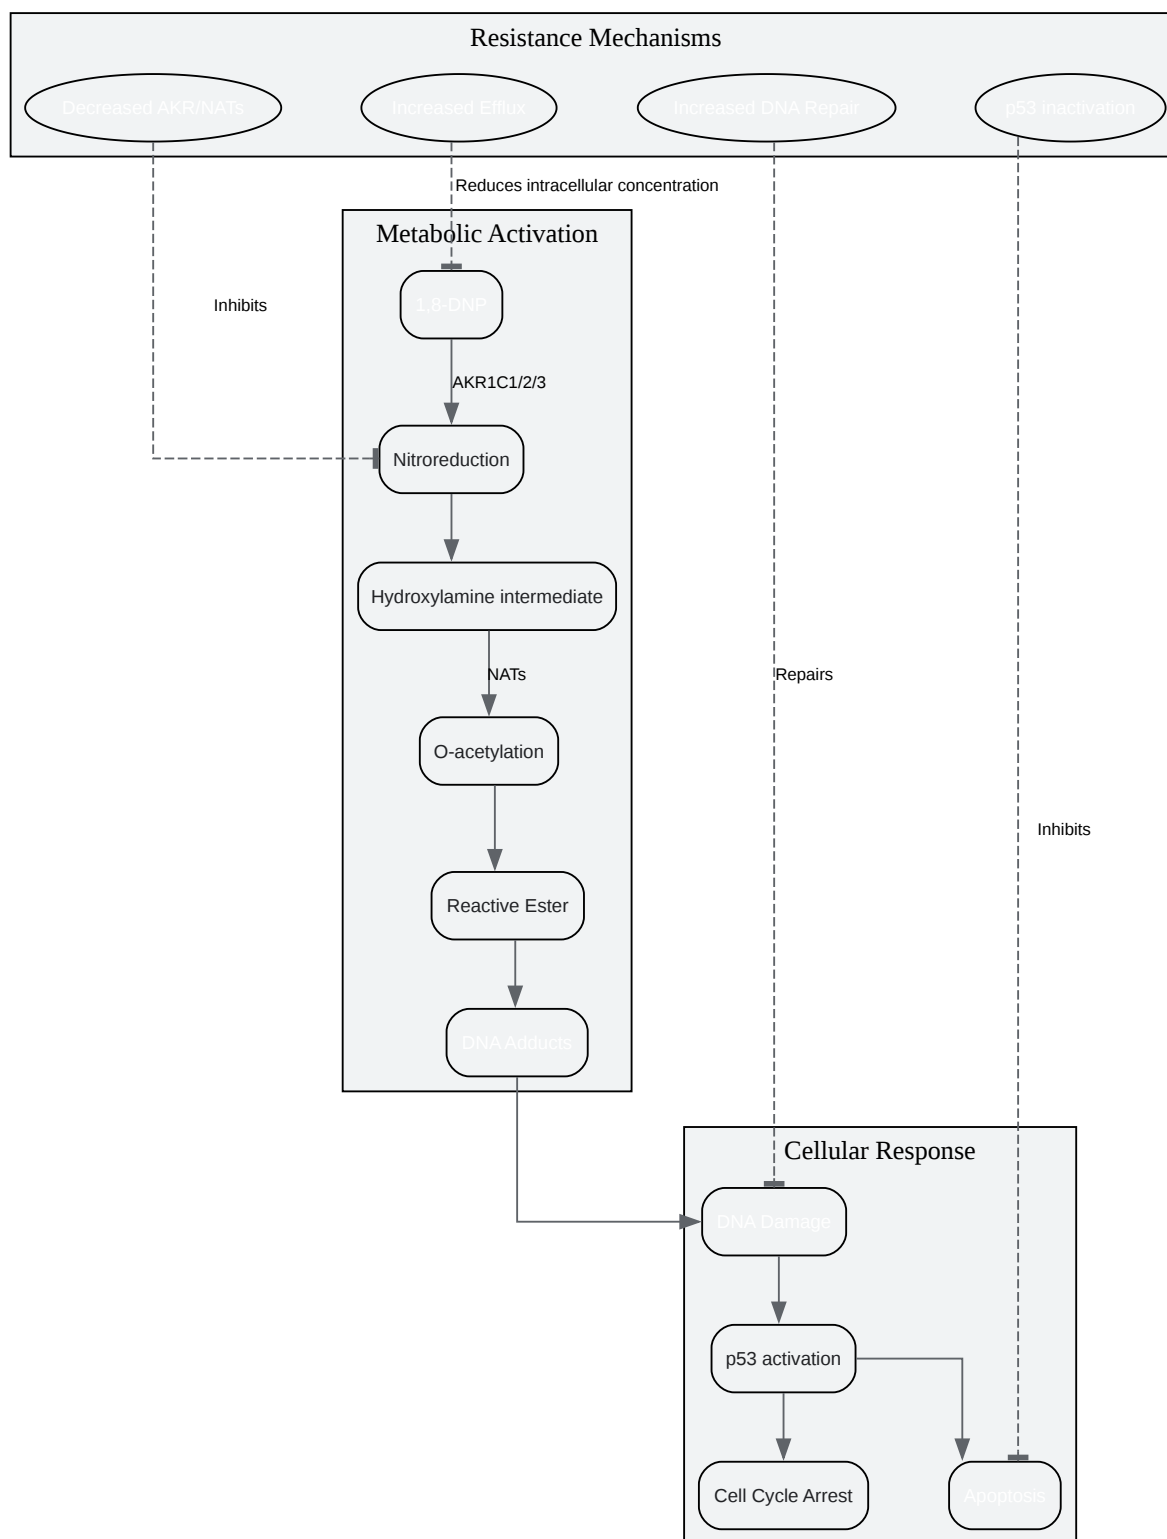 Resistance Mechanisms
Decreased AKR/NATs
Increased Efflux
Increased DNA Repair
p53 inactivation
Reduces intracellular concentration
Metabolic Activation
1,8-DNP
Inhibits
AKR1C1/2/3
Nitroreduction
Hydroxylamine intermediate
NATs
Repairs
O-acetylation
Inhibits
Reactive Ester
DNA Adducts
Cellular Response
DNA Damage
p53 activation
Cell Cycle Arrest
Apoptosis